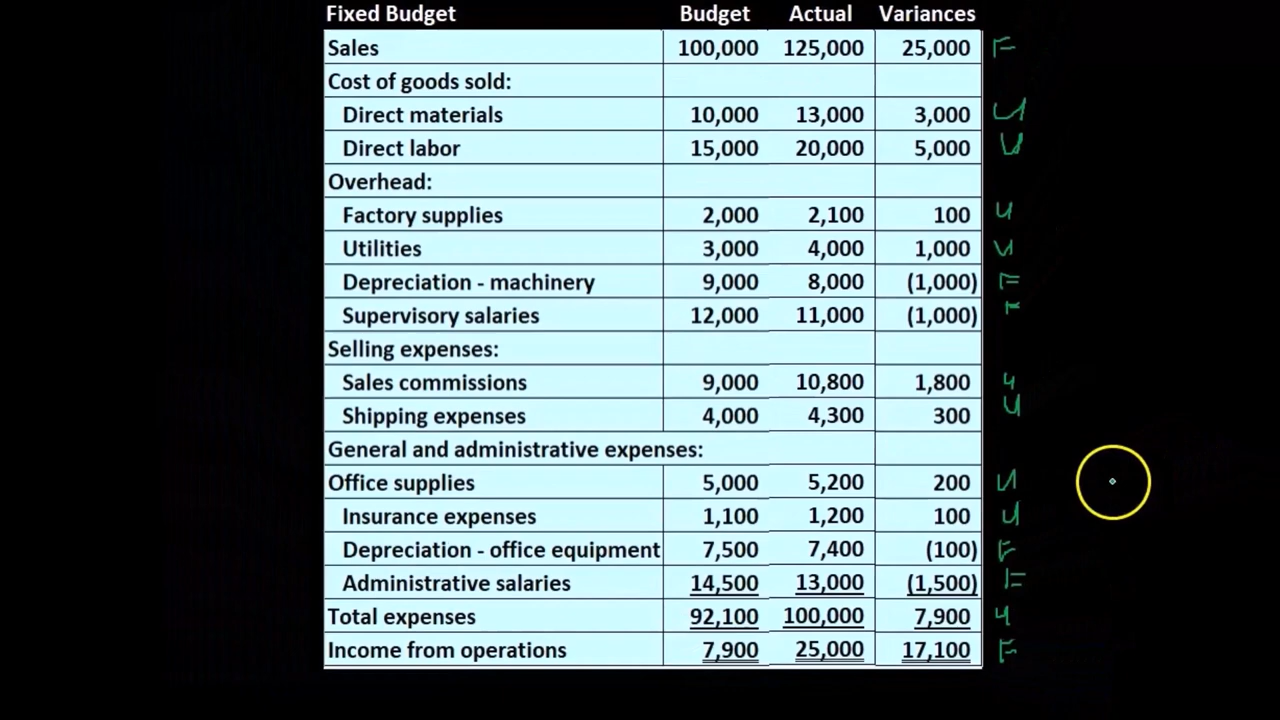 Fixed Budget Budget Actual Variances
Sales 100,000 125,000 25,000 F
Cost of goods sold:
Direct materials 10,000 13,000 3,000 U
Direct labor 15,000 20,000 5,000 U
Overhead:
Factory supplies 2,000 2,100 100 U
Utilities 3,000 4,000 1,000 U
Depreciation - machinery 9,000 8,000 (1,000) F
Supervisory salaries 12,000 11,000 (1,000) F
Selling expenses:
Sales commissions 9,000 10,800 1,800 U
Shipping expenses 4,000 4,300 300 U
General and administrative expenses:
Office supplies 5,000 5,200 200 U
Insurance expenses 1,100 1,200 100 U
Depreciation - office equipment 7,500 7,400 (100) F
Administrative salaries 14,500 13,000 (1,500) F
Total expenses 92,100 100,000 7,900 U
Income from operations 7,900 25,000 17,100 F